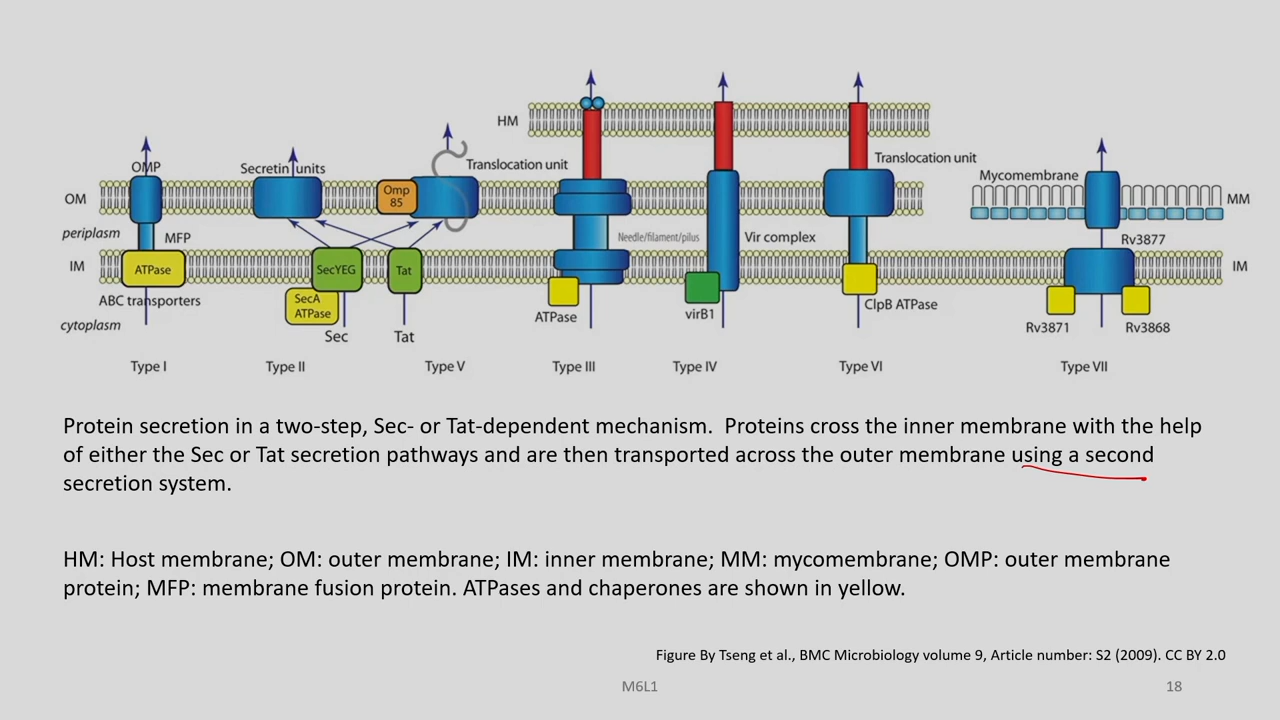 HM
OMP
Secretin units
Translocation unit
Translocation unit
Omp
85
Mycomembrane
OM
MM
periplasm
MFP
Needle/filament/pilus
Vir complex
Rv3877
IM
ATPase
SecYEG
Tat
IM
ABC transporters
SecA
ATPase
ATPase
virB1
ClpB ATPase
cytoplasm
Rv3871
Rv3868
Sec
Tat
Type I
Type II
Type V
Type III
Type IV
Type VI
Type VII
Protein secretion in a two-step, Sec- or Tat-dependent mechanism. Proteins cross the inner membrane with the help
of either the Sec or Tat secretion pathways and are then transported across the outer membrane using a second
secretion system.
HM: Host membrane; OM: outer membrane; IM: inner membrane; MM: mycomembrane; OMP: outer membrane
protein; MFP: membrane fusion protein. ATPases and chaperones are shown in yellow.
Figure By Tseng et al., BMC Microbiology volume 9, Article number: S2 (2009). CC BY 2.0
M6L1
18